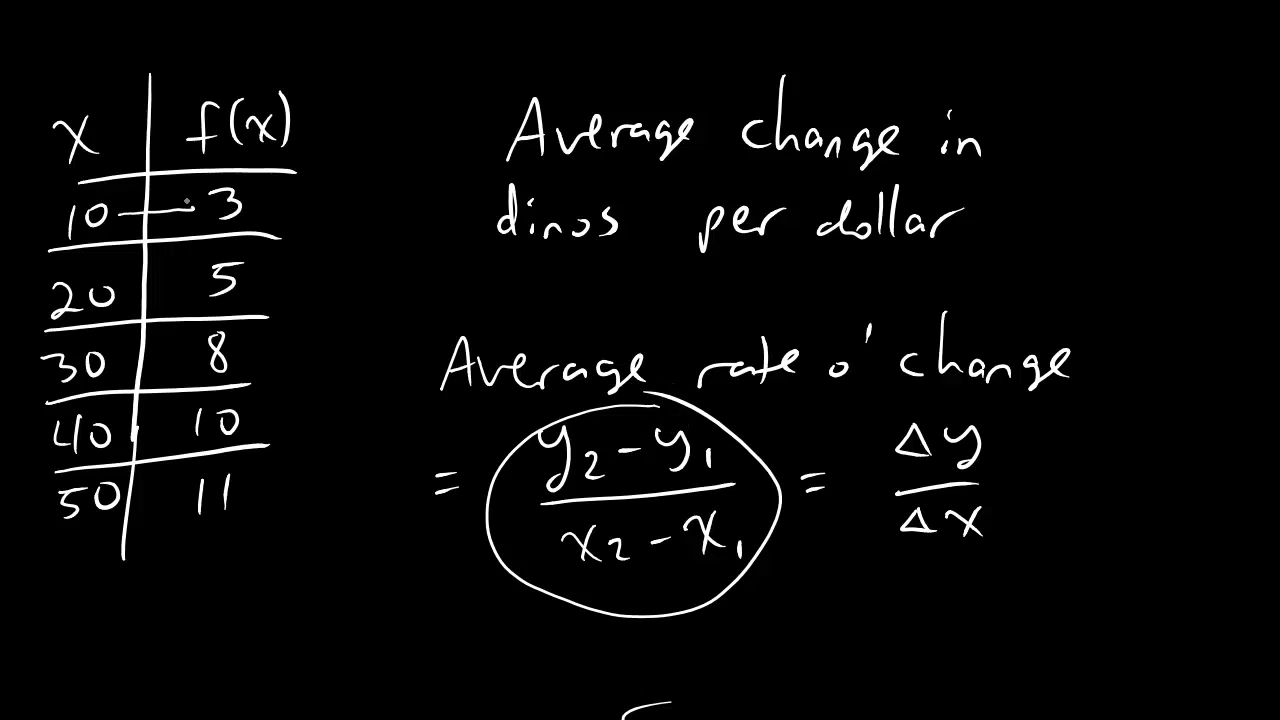 x f(x)
10 3
20 5
30 8
40 10
50 11
Average change in
dinos per dollar
Average rate o' change
= y2 - y1 / x2 - x1 = Δy / Δx